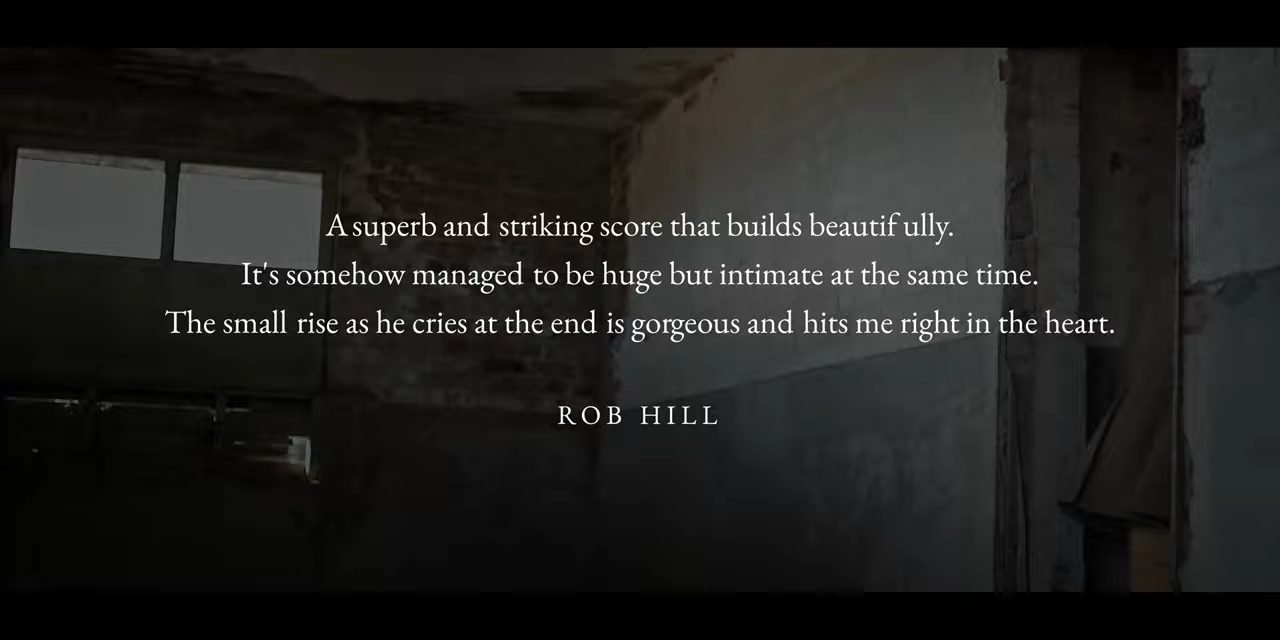 A superb and striking score that builds beautifully.
It's somehow managed to be huge but intimate at the same time.
The small rise as he cries at the end is gorgeous and hits me right in the heart.
ROB HILL